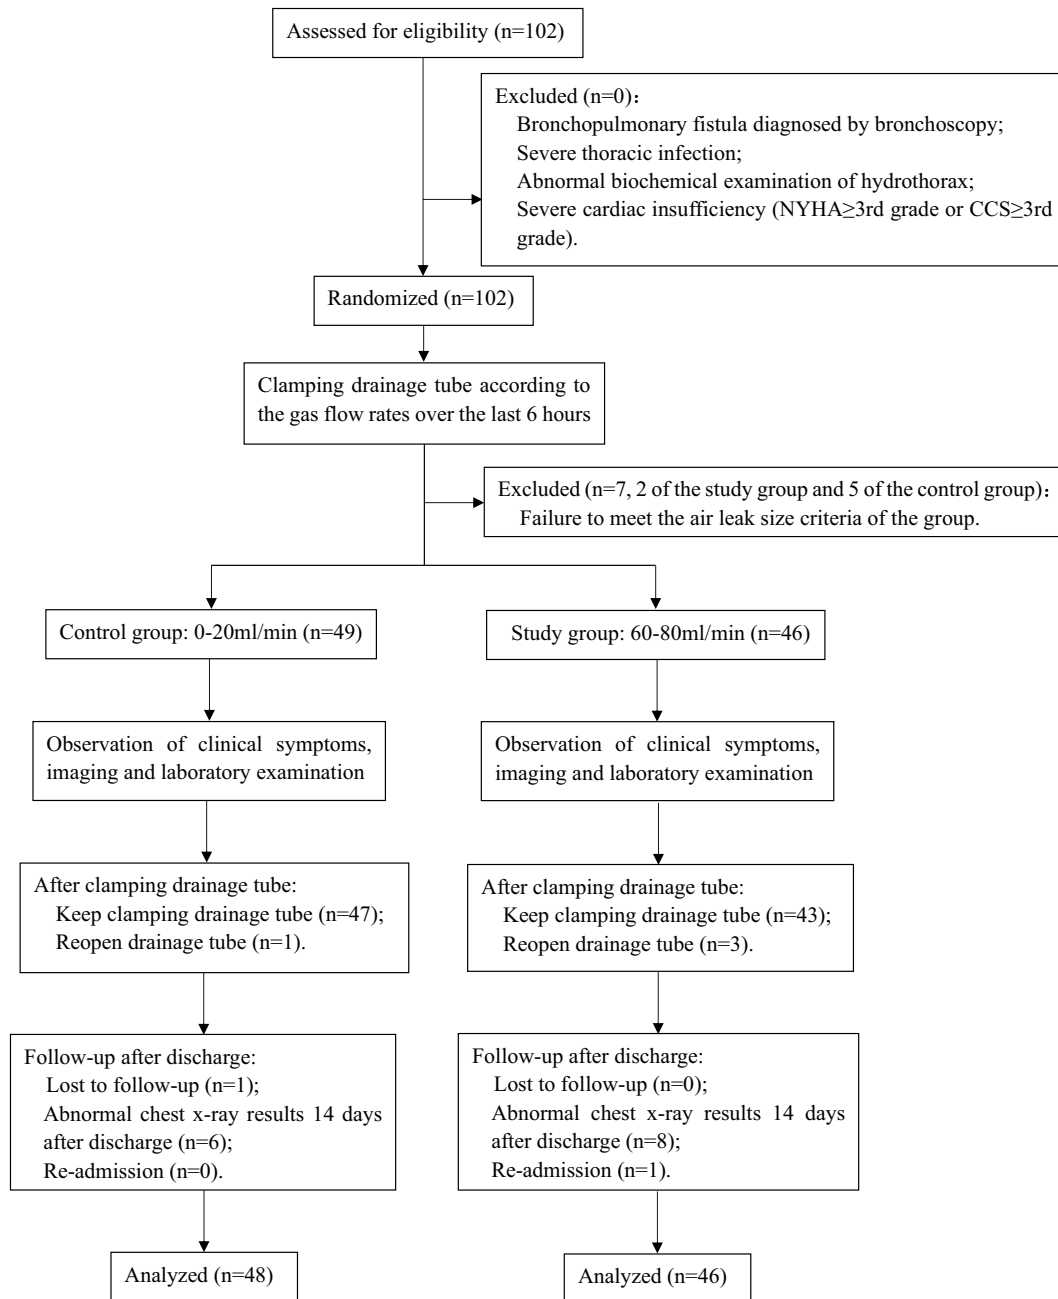 Assessed for eligibility (n=102)
Excluded (n=0)：
Bronchopulmonary fistula diagnosed by bronchoscopy;
Severe thoracic infection;
Abnormal biochemical examination of hydrothorax;
Severe cardiac insufficiency (NYHA≥3rd grade or CCS≥3rd
grade).
Randomized (n=102)
Clamping drainage tube according to
the gas flow rates over the last 6 hours
Excluded (n=7, 2 of the study group and 5 of the control group)：
Failure to meet the air leak size criteria of the group.
Control group: 0-20ml/min (n=49)
Study group: 60-80ml/min (n=46)
Observation of clinical symptoms,
imaging and laboratory examination
Observation of clinical symptoms,
imaging and laboratory examination
After clamping drainage tube:
Keep clamping drainage tube (n=47);
Reopen drainage tube (n=1).
After clamping drainage tube:
Keep clamping drainage tube (n=43);
Reopen drainage tube (n=3).
Follow-up after discharge:
Lost to follow-up (n=1);
Abnormal chest x-ray results 14 days
after discharge (n=6);
Re-admission (n=0).
Follow-up after discharge:
Lost to follow-up (n=0);
Abnormal chest x-ray results 14 days
after discharge (n=8);
Re-admission (n=1).
Analyzed (n=48)
Analyzed (n=46)